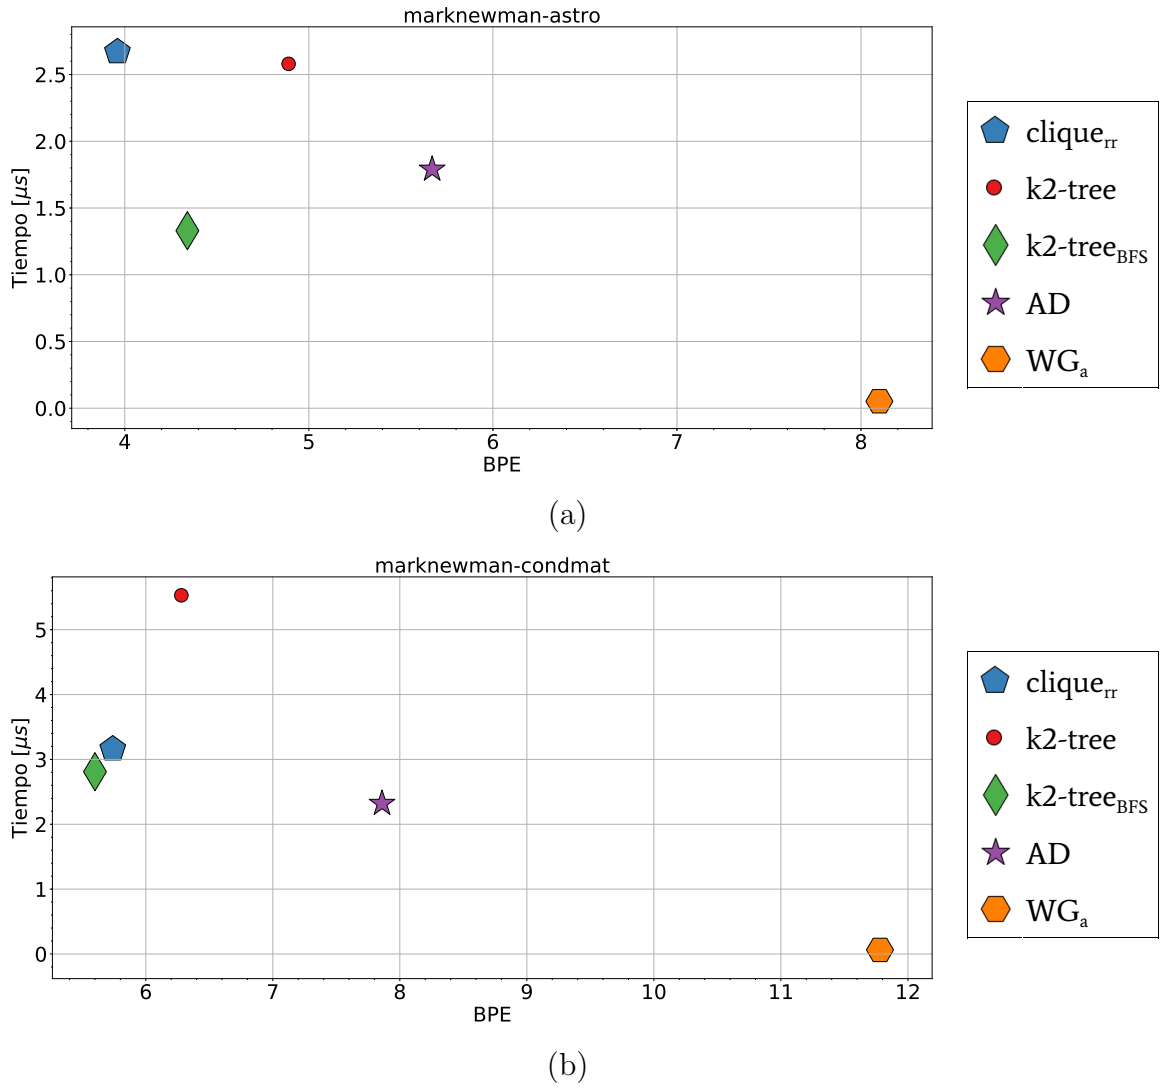 marknewman-astro
2.5
2.0
1.5
1.0
0.5
0.0
Tiempo [μs]
4 5 6 7 8
BPE
clique_rr
k2-tree
k2-tree_BFS
AD
WG_a
(a)
marknewman-condmat
5
4
3
2
1
0
Tiempo [μs]
6 7 8 9 10 11 12
BPE
clique_rr
k2-tree
k2-tree_BFS
AD
WG_a
(b)